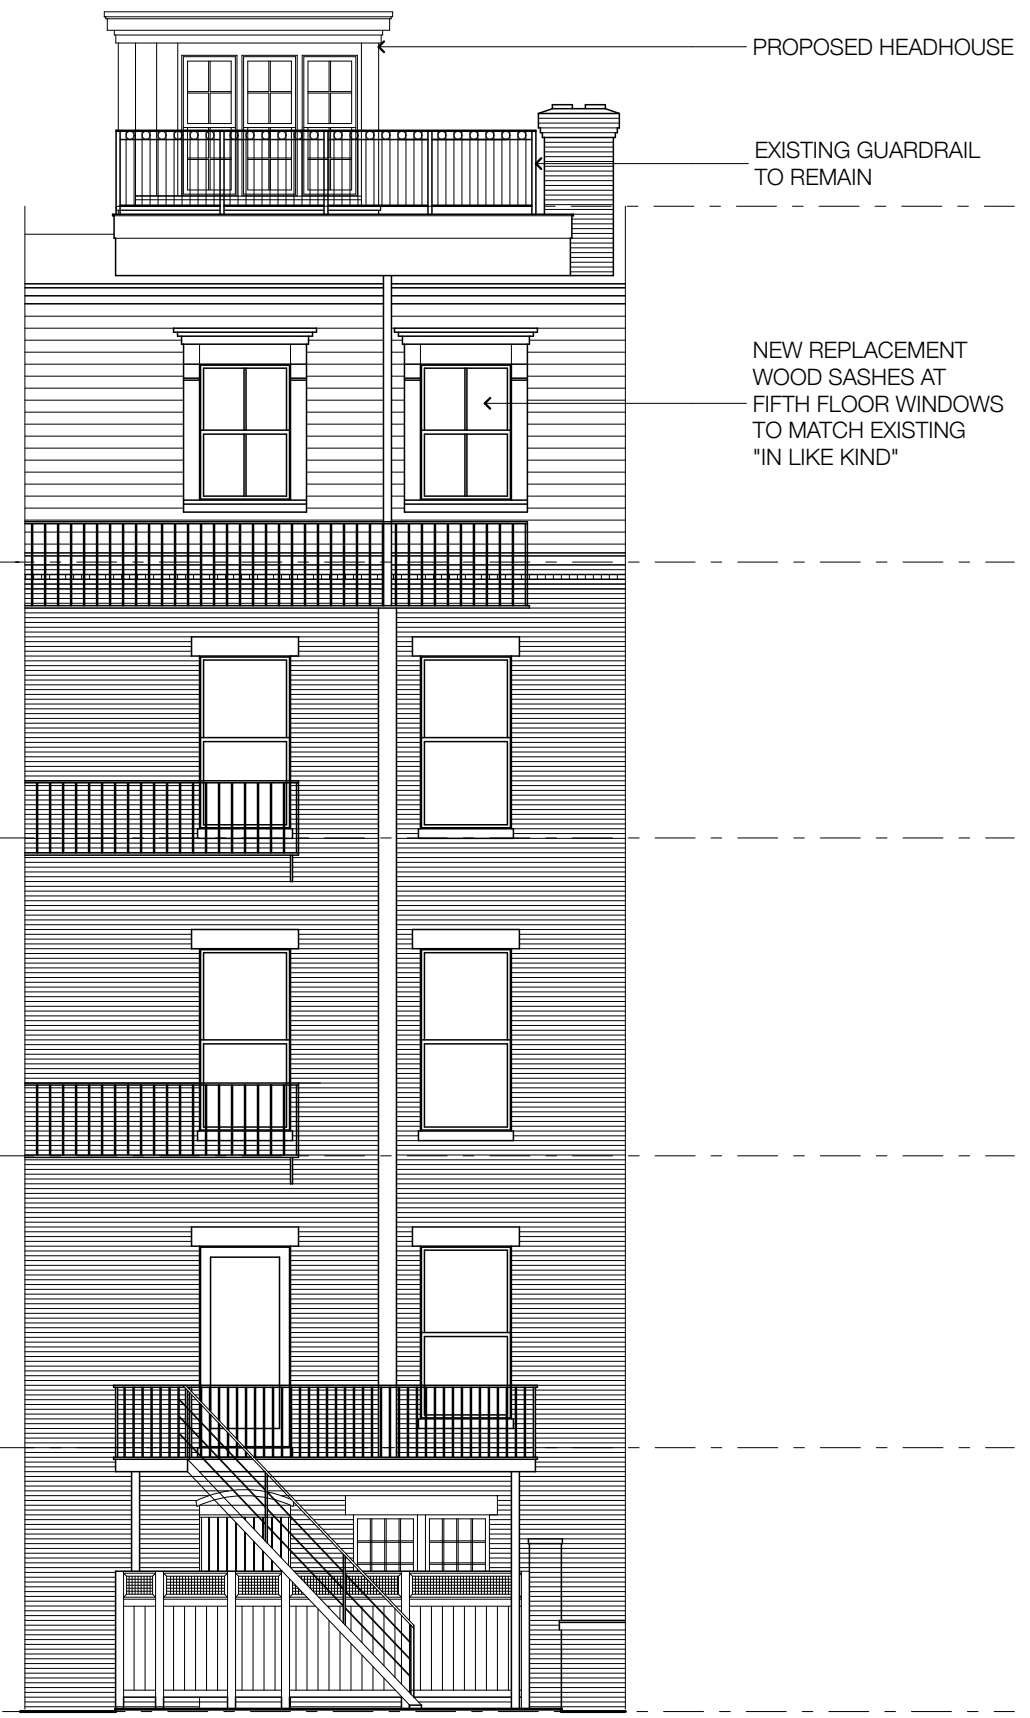 PROPOSED HEADHOUSE
EXISTING GUARDRAIL
TO REMAIN
NEW REPLACEMENT
WOOD SASHES AT
FIFTH FLOOR WINDOWS
TO MATCH EXISTING
"IN LIKE KIND"